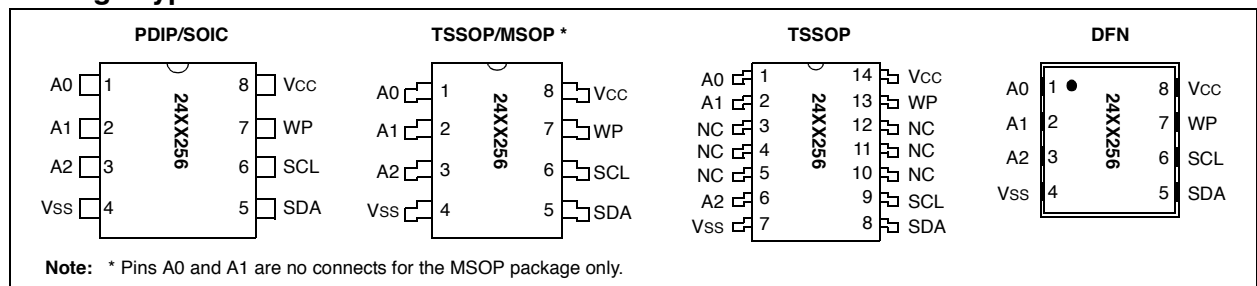 PDIP/SOIC
A0 1 8 VCC
A1 2 7 WP
A2 3 6 SCL
VSS 4 5 SDA
24XX256
TSSOP/MSOP *
A0 1 8 VCC
A1 2 7 WP
A2 3 6 SCL
VSS 4 5 SDA
24XX256
TSSOP
A0 1 14 VCC
A1 2 13 WP
NC 3 12 NC
NC 4 11 NC
NC 5 10 NC
A2 6 9 SCL
VSS 7 8 SDA
24XX256
DFN
A0 1 8 VCC
A1 2 7 WP
A2 3 6 SCL
VSS 4 5 SDA
24XX256
Note: * Pins A0 and A1 are no connects for the MSOP package only.